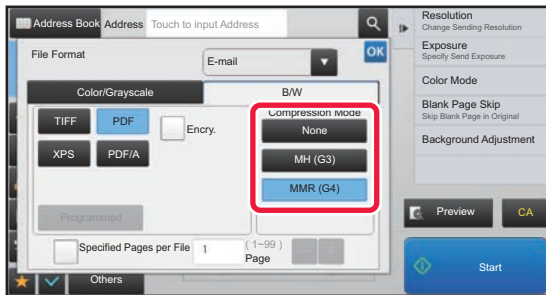 Address Book Address Touch to input Address
File Format
E-mail
OK
Color/Grayscale
B/W
TIFF PDF
Encry.
XPS PDF/A
Programmed
Compression Mode
None
MH (G3)
MMR (G4)
Specified Pages per File 1 (1~99) Page
Others
Resolution
Change Sending Resolution
Exposure
Specify Send Exposure
Color Mode
Blank Page Skip
Skip Blank Page in Original
Background Adjustment
Preview
CA
Start